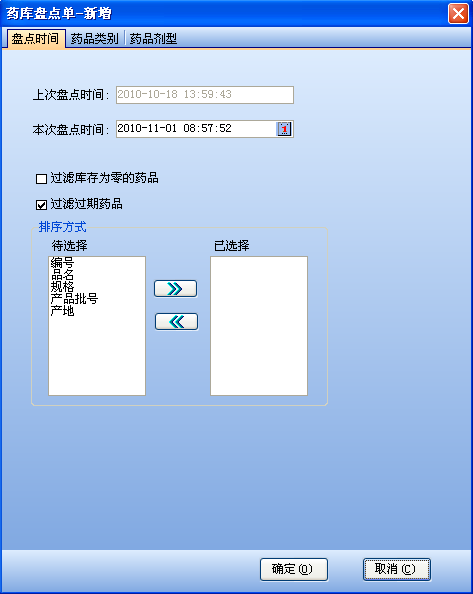 药库盘点单-新增
盘点时间 药品类别 药品剂型
上次盘点时间: 2010-10-18 13:59:43
本次盘点时间: 2010-11-01 08:57:52
过滤库存为零的药品
过滤过期药品
排序方式
待选择 已选择
编号
品名
规格
产品批号
产地
确定(O) 取消(C)